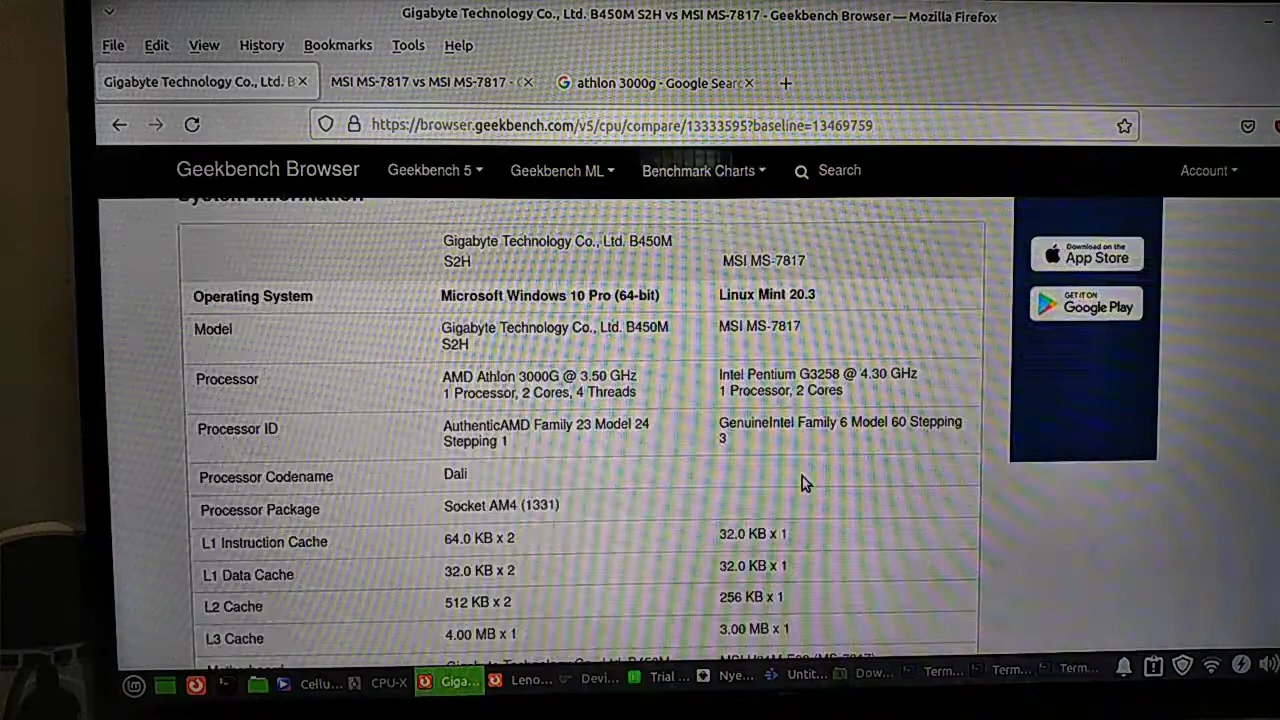 Gigabyte Technology Co., Ltd. B450M S2H vs MSI MS-7817 - Geekbench Browser — Mozilla Firefox
File Edit View History Bookmarks Tools Help
Gigabyte Technology Co., Ltd. B MSI MS-7817 vs MSI MS-7817 - athlon 3000g - Google Searc
https://browser.geekbench.com/v5/cpu/compare/13333595?baseline=13469759
Geekbench Browser Geekbench 5 Geekbench ML Benchmark Charts Search Account
System Information
Gigabyte Technology Co., Ltd. B450M
S2H MSI MS-7817
Download on the
App Store
Operating System Microsoft Windows 10 Pro (64-bit) Linux Mint 20.3
GET IT ON
Google Play
Model Gigabyte Technology Co., Ltd. B450M MSI MS-7817
S2H
Processor AMD Athlon 3000G @ 3.50 GHz Intel Pentium G3258 @ 4.30 GHz
1 Processor, 2 Cores, 4 Threads 1 Processor, 2 Cores
Processor ID AuthenticAMD Family 23 Model 24 GenuineIntel Family 6 Model 60 Stepping
Stepping 1 3
Processor Codename Dali
Processor Package Socket AM4 (1331)
L1 Instruction Cache 64.0 KB x 2 32.0 KB x 1
L1 Data Cache 32.0 KB x 2 32.0 KB x 1
L2 Cache 512 KB x 2 256 KB x 1
L3 Cache 4.00 MB x 1 3.00 MB x 1
Cellu... CPU-X Giga... Leno... Devi... Trial ... Nye... Untit... Dow... Term... Term... Term...